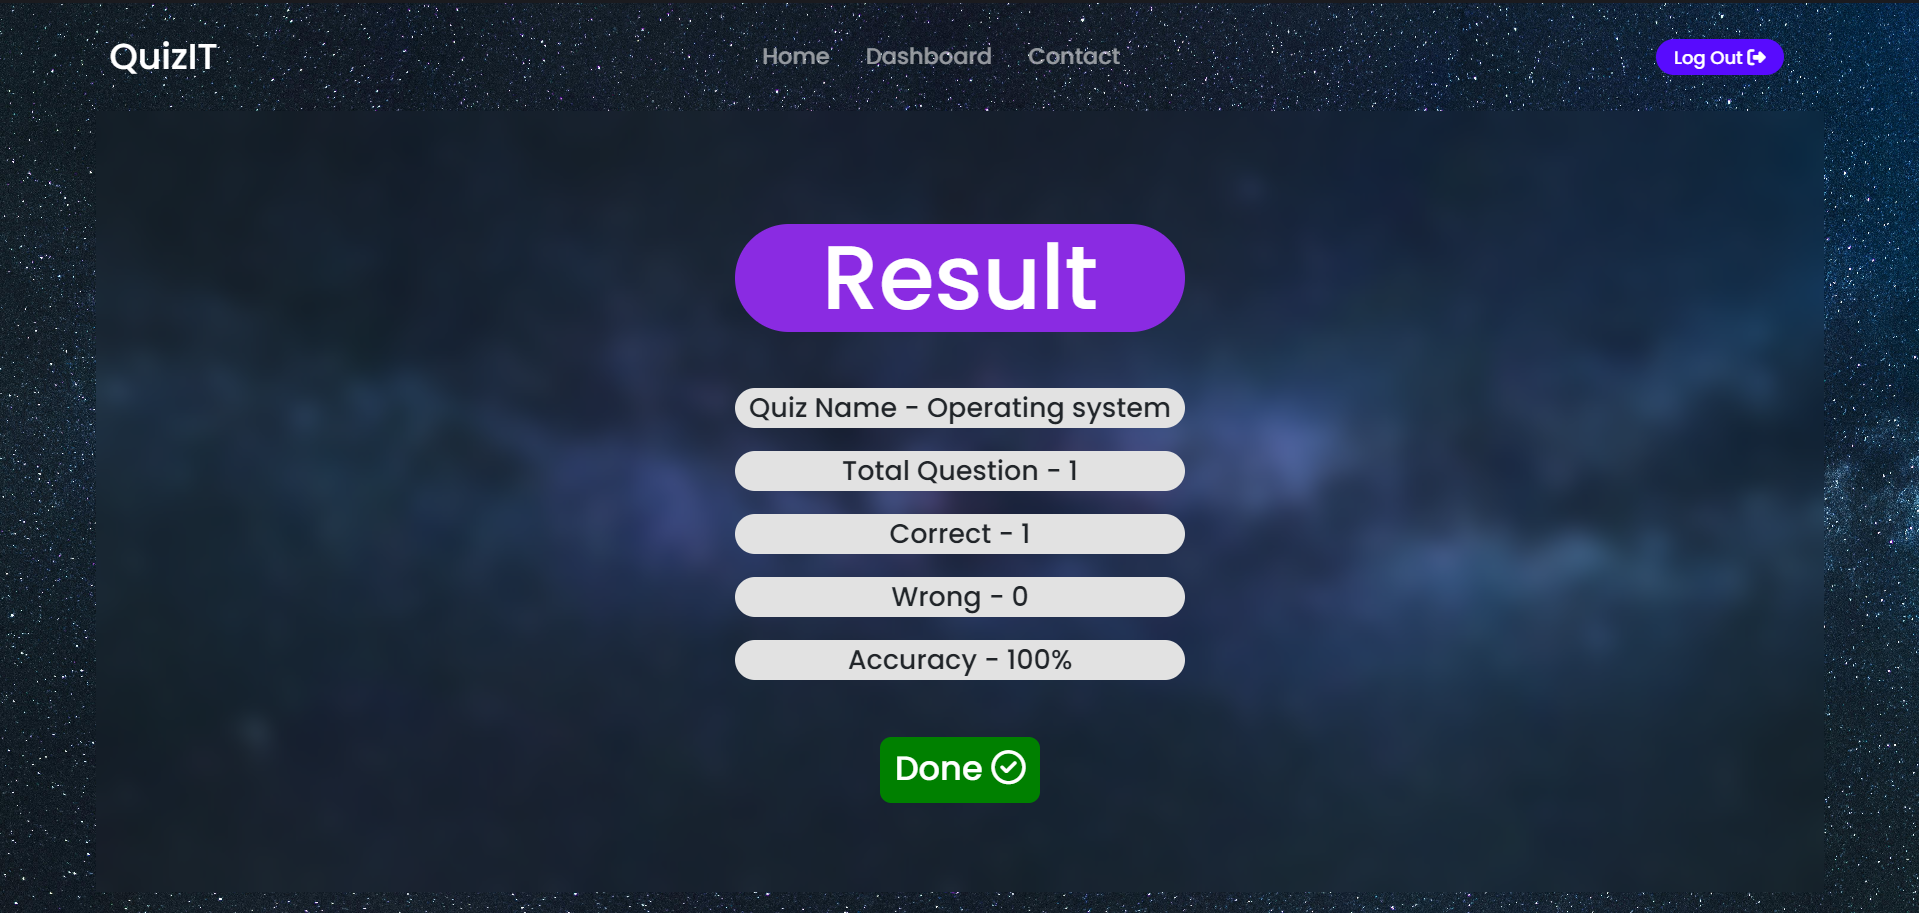 QuizIT
Home Dashboard Contact
Log Out
Result
Quiz Name - Operating system
Total Question - 1
Correct - 1
Wrong - 0
Accuracy - 100%
Done